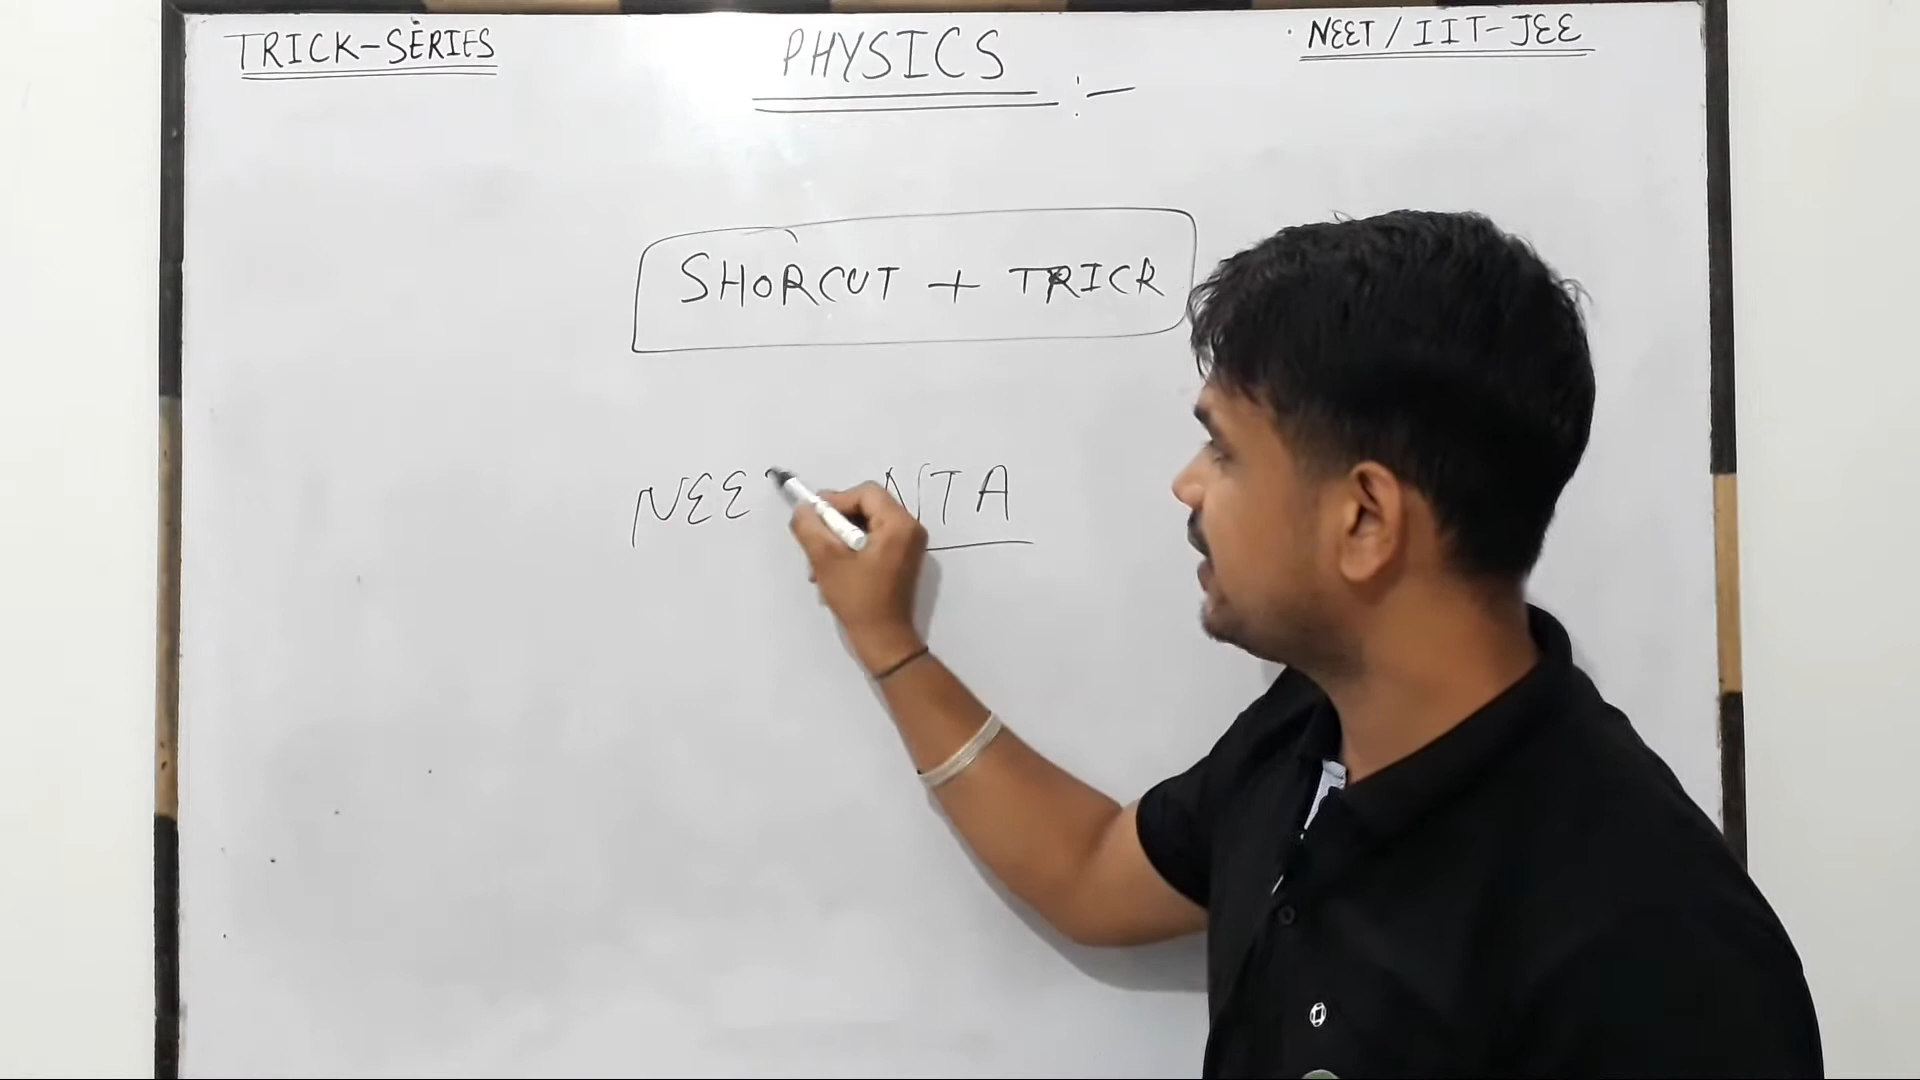 TRICK-SERIES
PHYSICS :-
NEET / IIT-JEE
SHORCUT + TRICK
NEET NTA